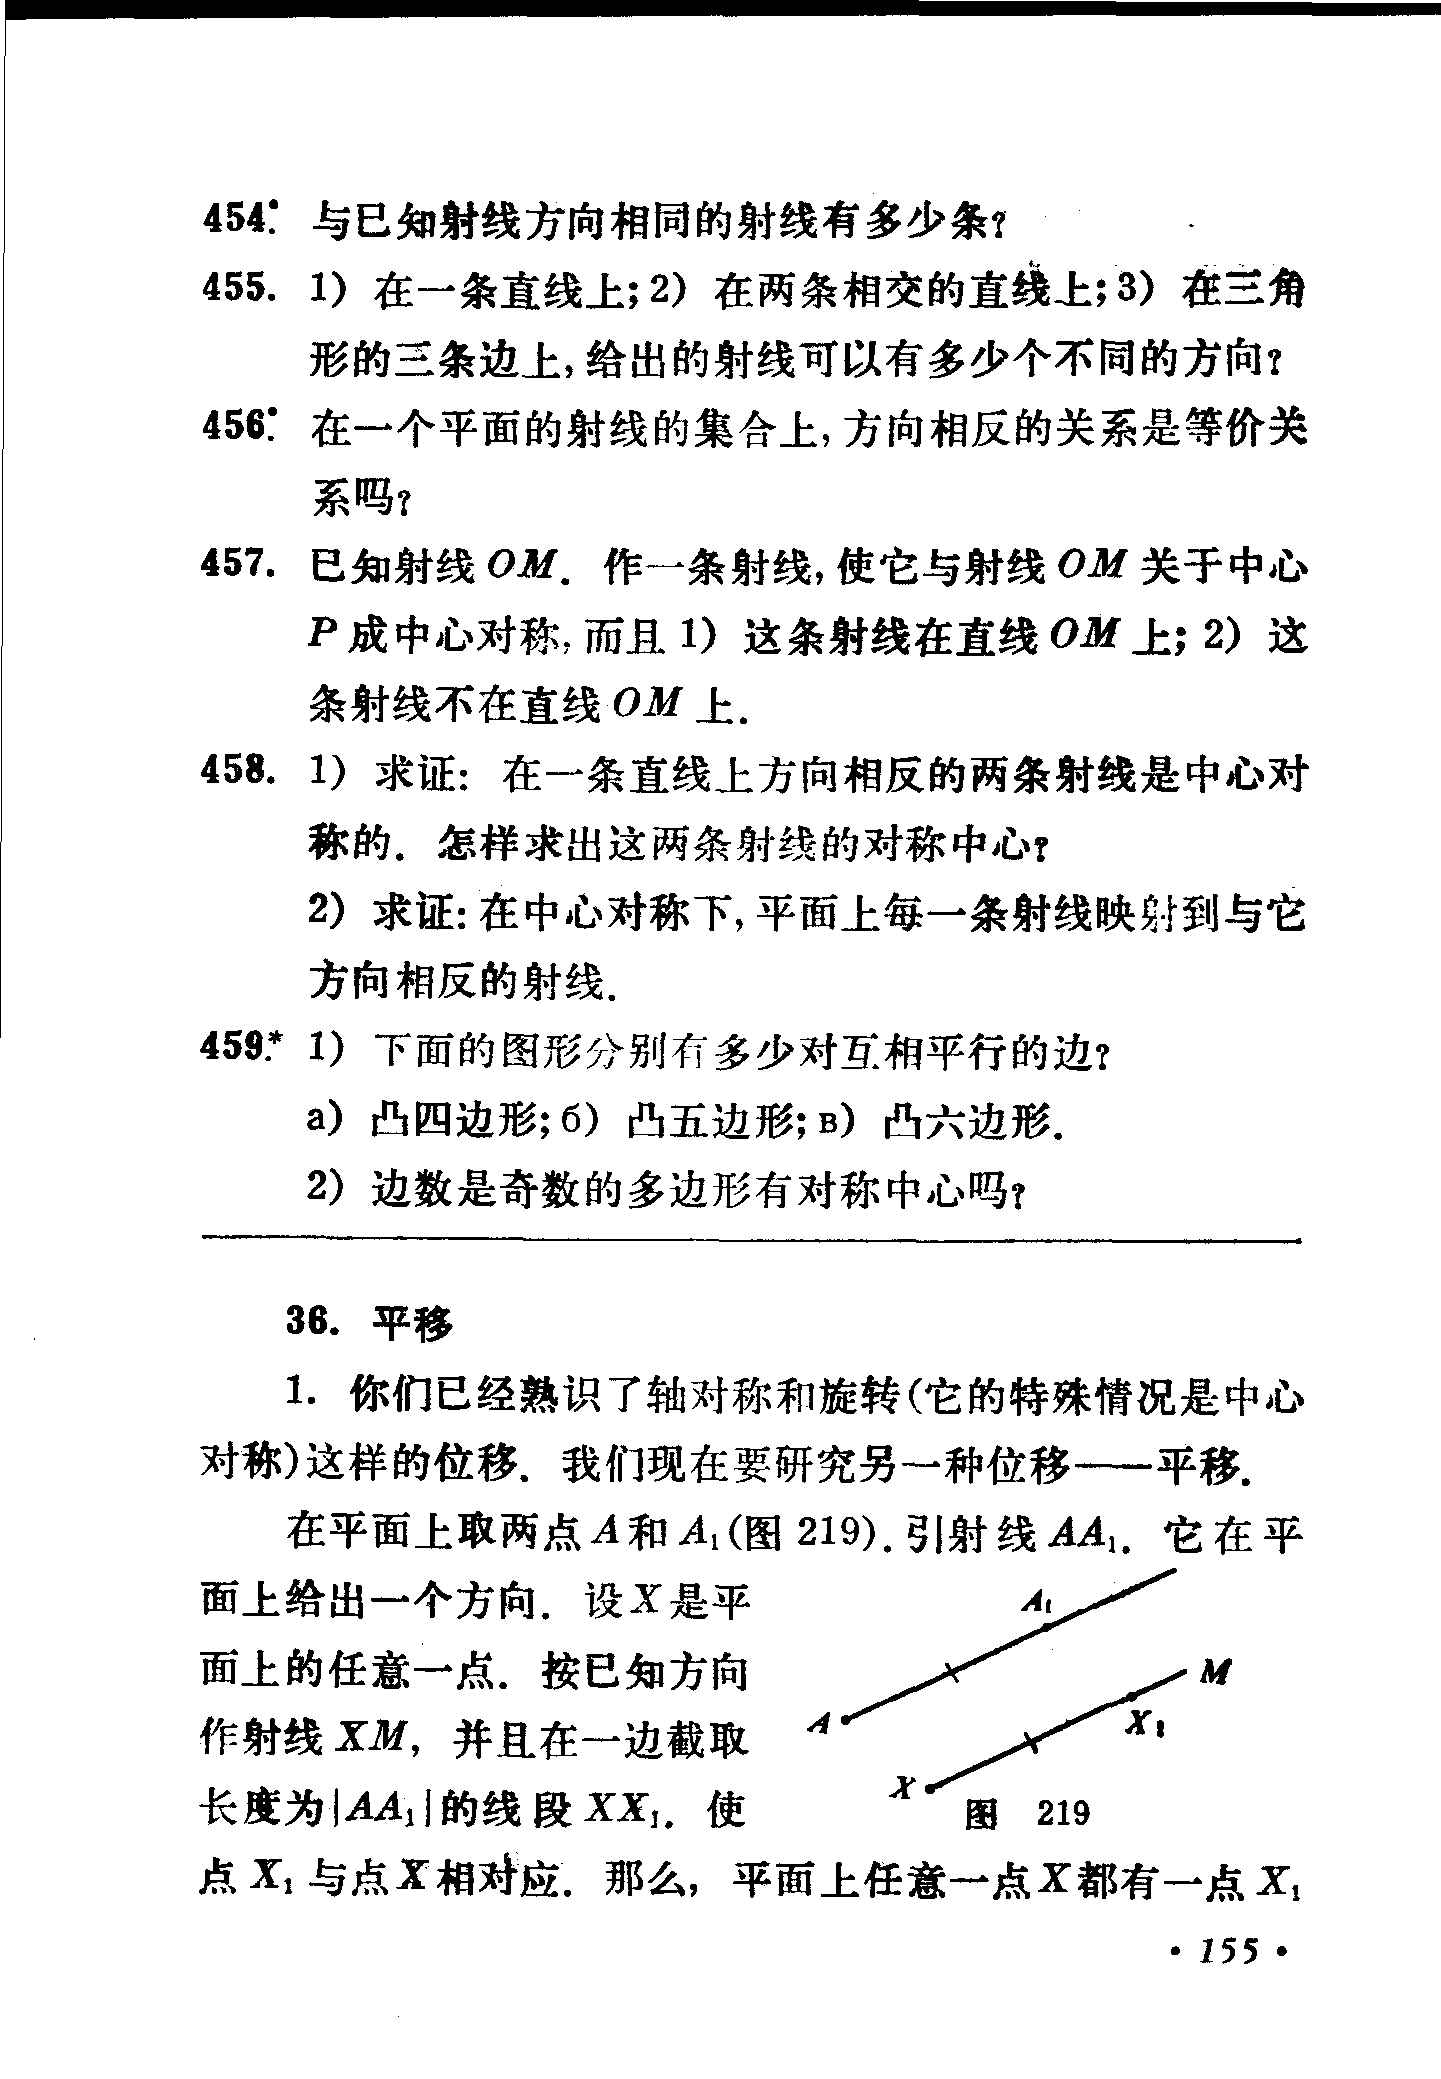 454°. 与已知射线方向相同的射线有多少条?
455. 1) 在一条直线上; 2) 在两条相交的直线上; 3) 在三角
形的三条边上, 给出的射线可以有多少个不同的方向?
456°. 在一个平面的射线的集合上, 方向相反的关系是等价关
系吗?
457. 已知射线 OM. 作一条射线, 使它与射线 OM 关于中心
P 成中心对称, 而且 1) 这条射线在直线 OM 上; 2) 这
条射线不在直线 OM 上.
458. 1) 求证: 在一条直线上方向相反的两条射线是中心对
称的. 怎样求出这两条射线的对称中心?
2) 求证: 在中心对称下, 平面上每一条射线映射到与它
方向相反的射线.
459.* 1) 下面的图形分别有多少对互相平行的边?
а) 凸四边形; б) 凸五边形; в) 凸六边形.
2) 边数是奇数的多边形有对称中心吗?
36. 平移
1. 你们已经熟识了轴对称和旋转(它的特殊情况是中心
对称)这样的位移. 我们现在要研究另一种位移——平移.
在平面上取两点 A 和 A₁(图 219). 引射线 AA₁. 它在平
面上给出一个方向. 设 X 是平
面上的任意一点. 按已知方向
作射线 XM, 并且在一边截取
长度为|AA₁|的线段 XX₁. 使
A₁
M
A
X₁
X
图 219
点 X₁ 与点 X 相对应. 那么, 平面上任意一点 X 都有一点 X₁
· 155 ·